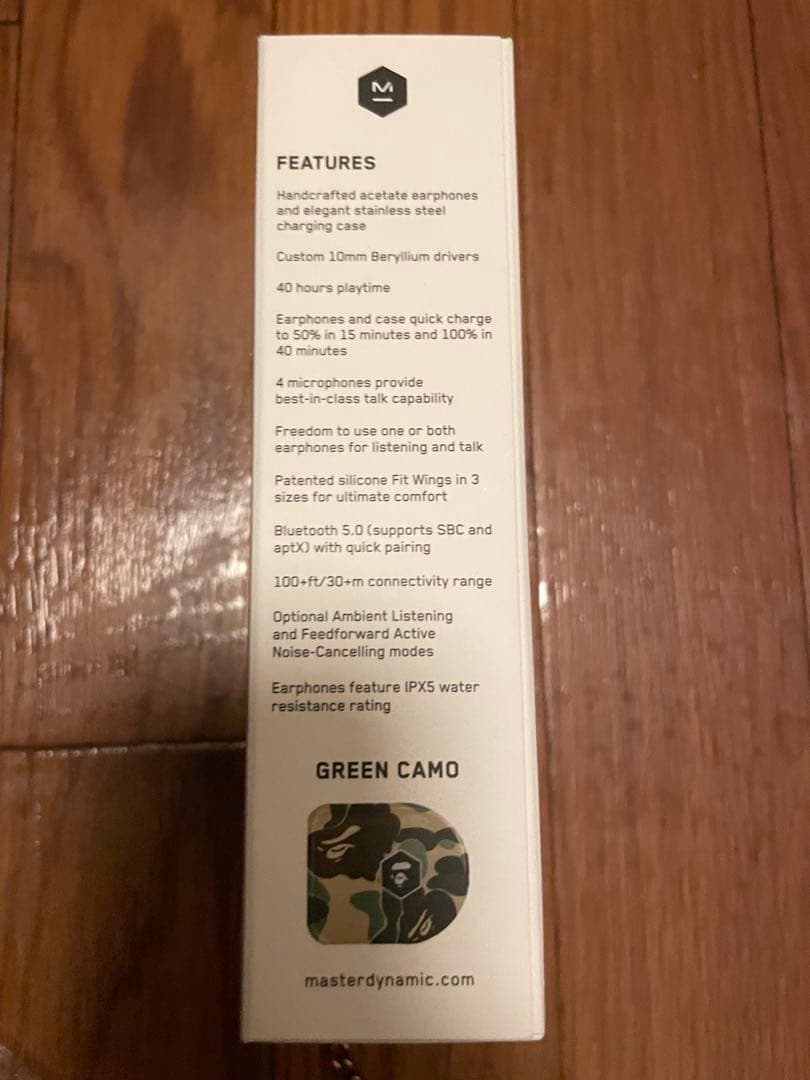 M
FEATURES
Handcrafted acetate earphones
and elegant stainless steel
charging case
Custom 10mm Beryllium drivers
40 hours playtime
Earphones and case quick charge
to 50% in 15 minutes and 100% in
40 minutes
4 microphones provide
best-in-class talk capability
Freedom to use one or both
earphones for listening and talk
Patented silicone Fit Wings in 3
sizes for ultimate comfort
Bluetooth 5.0 (supports SBC and
aptX) with quick pairing
100+ft/30+m connectivity range
Optional Ambient Listening
and Feedforward Active
Noise-Cancelling modes
Earphones feature IPX5 water
resistance rating
GREEN CAMO
masterdynamic.com